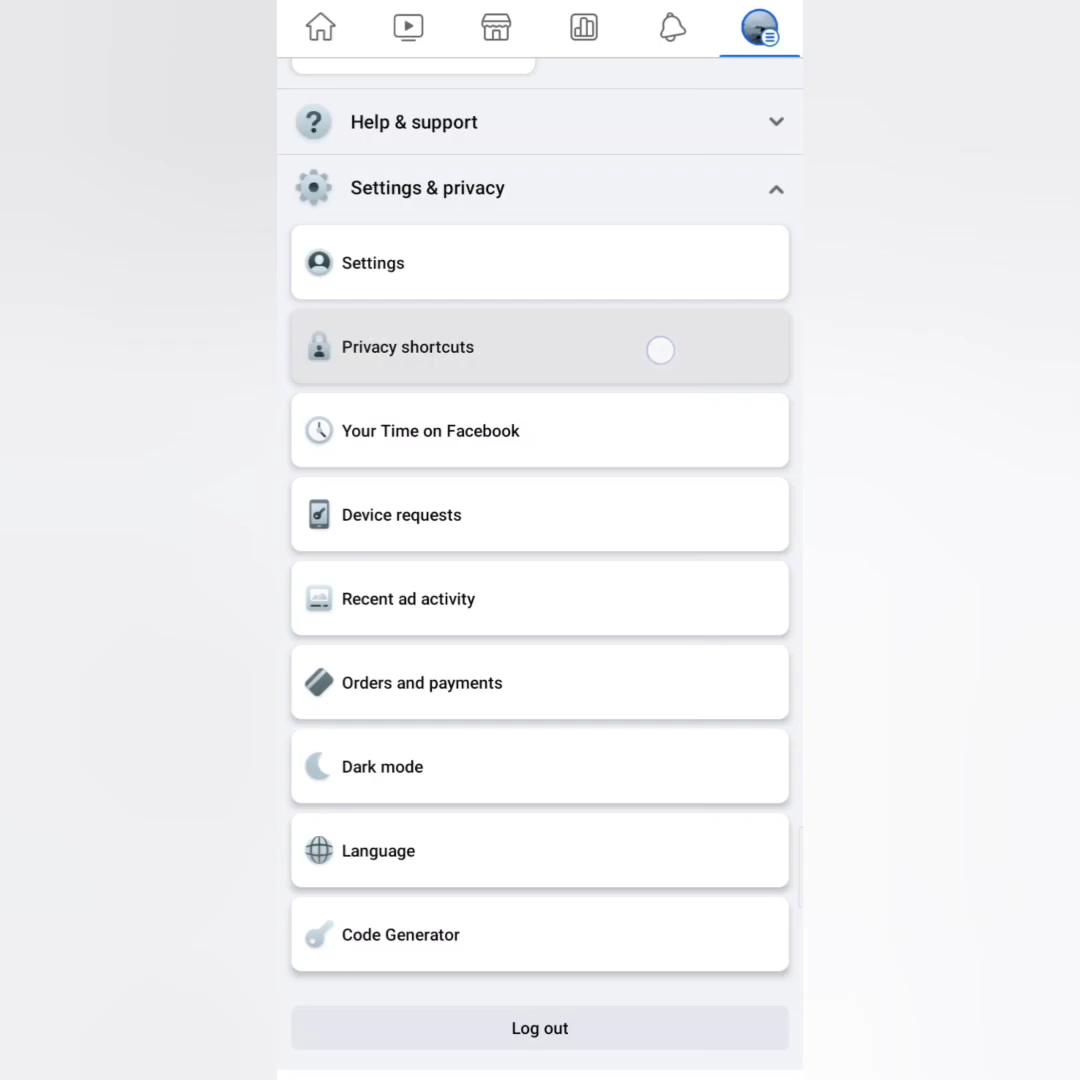 Help & support
Settings & privacy
Settings
Privacy shortcuts
Your Time on Facebook
Device requests
Recent ad activity
Orders and payments
Dark mode
Language
Code Generator
Log out